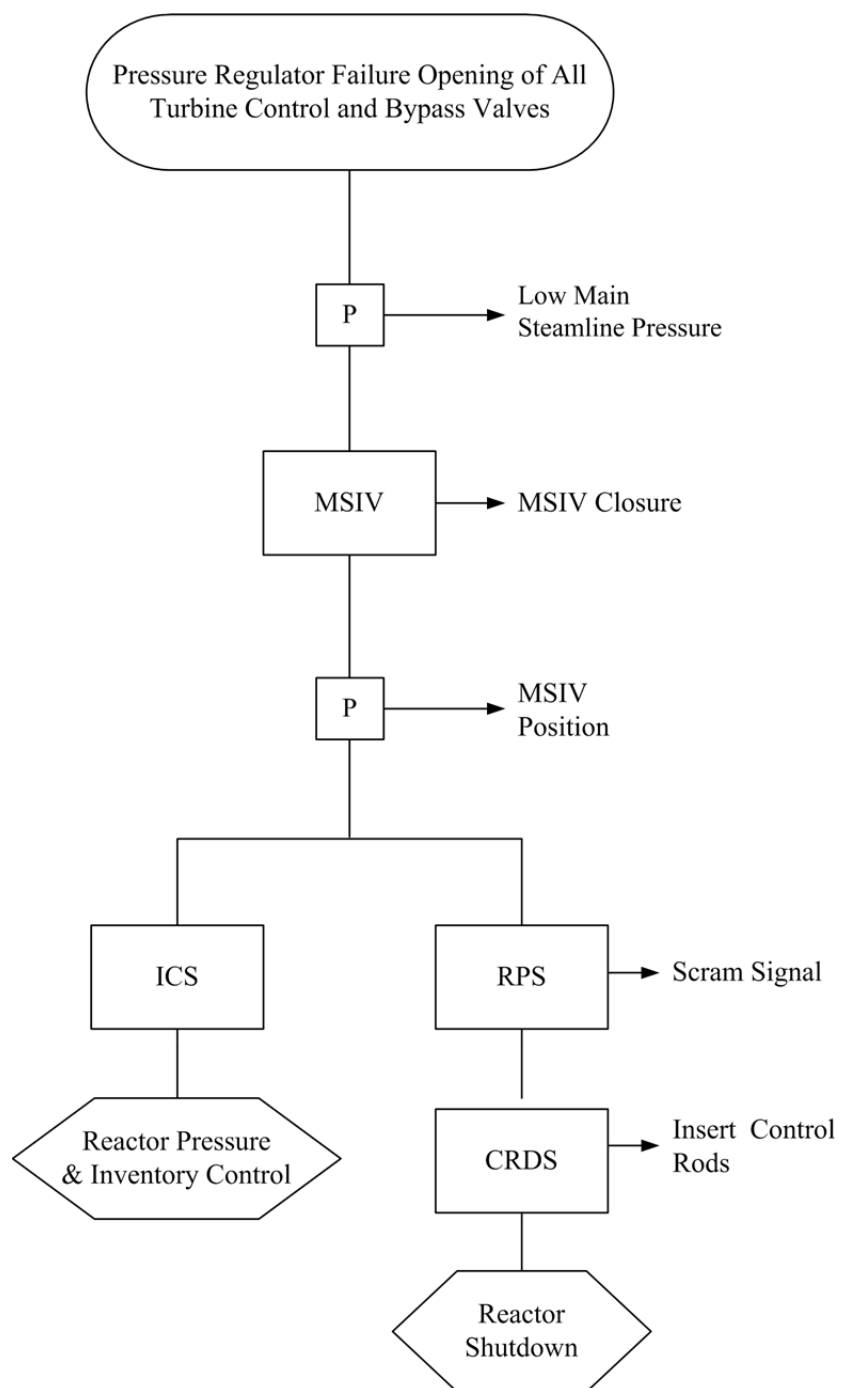 Pressure Regulator Failure Opening of All
Turbine Control and Bypass Valves
P
Low Main
Steamline Pressure
MSIV
MSIV Closure
P
MSIV
Position
ICS
RPS
Scram Signal
Reactor Pressure
& Inventory Control
CRDS
Insert Control
Rods
Reactor
Shutdown